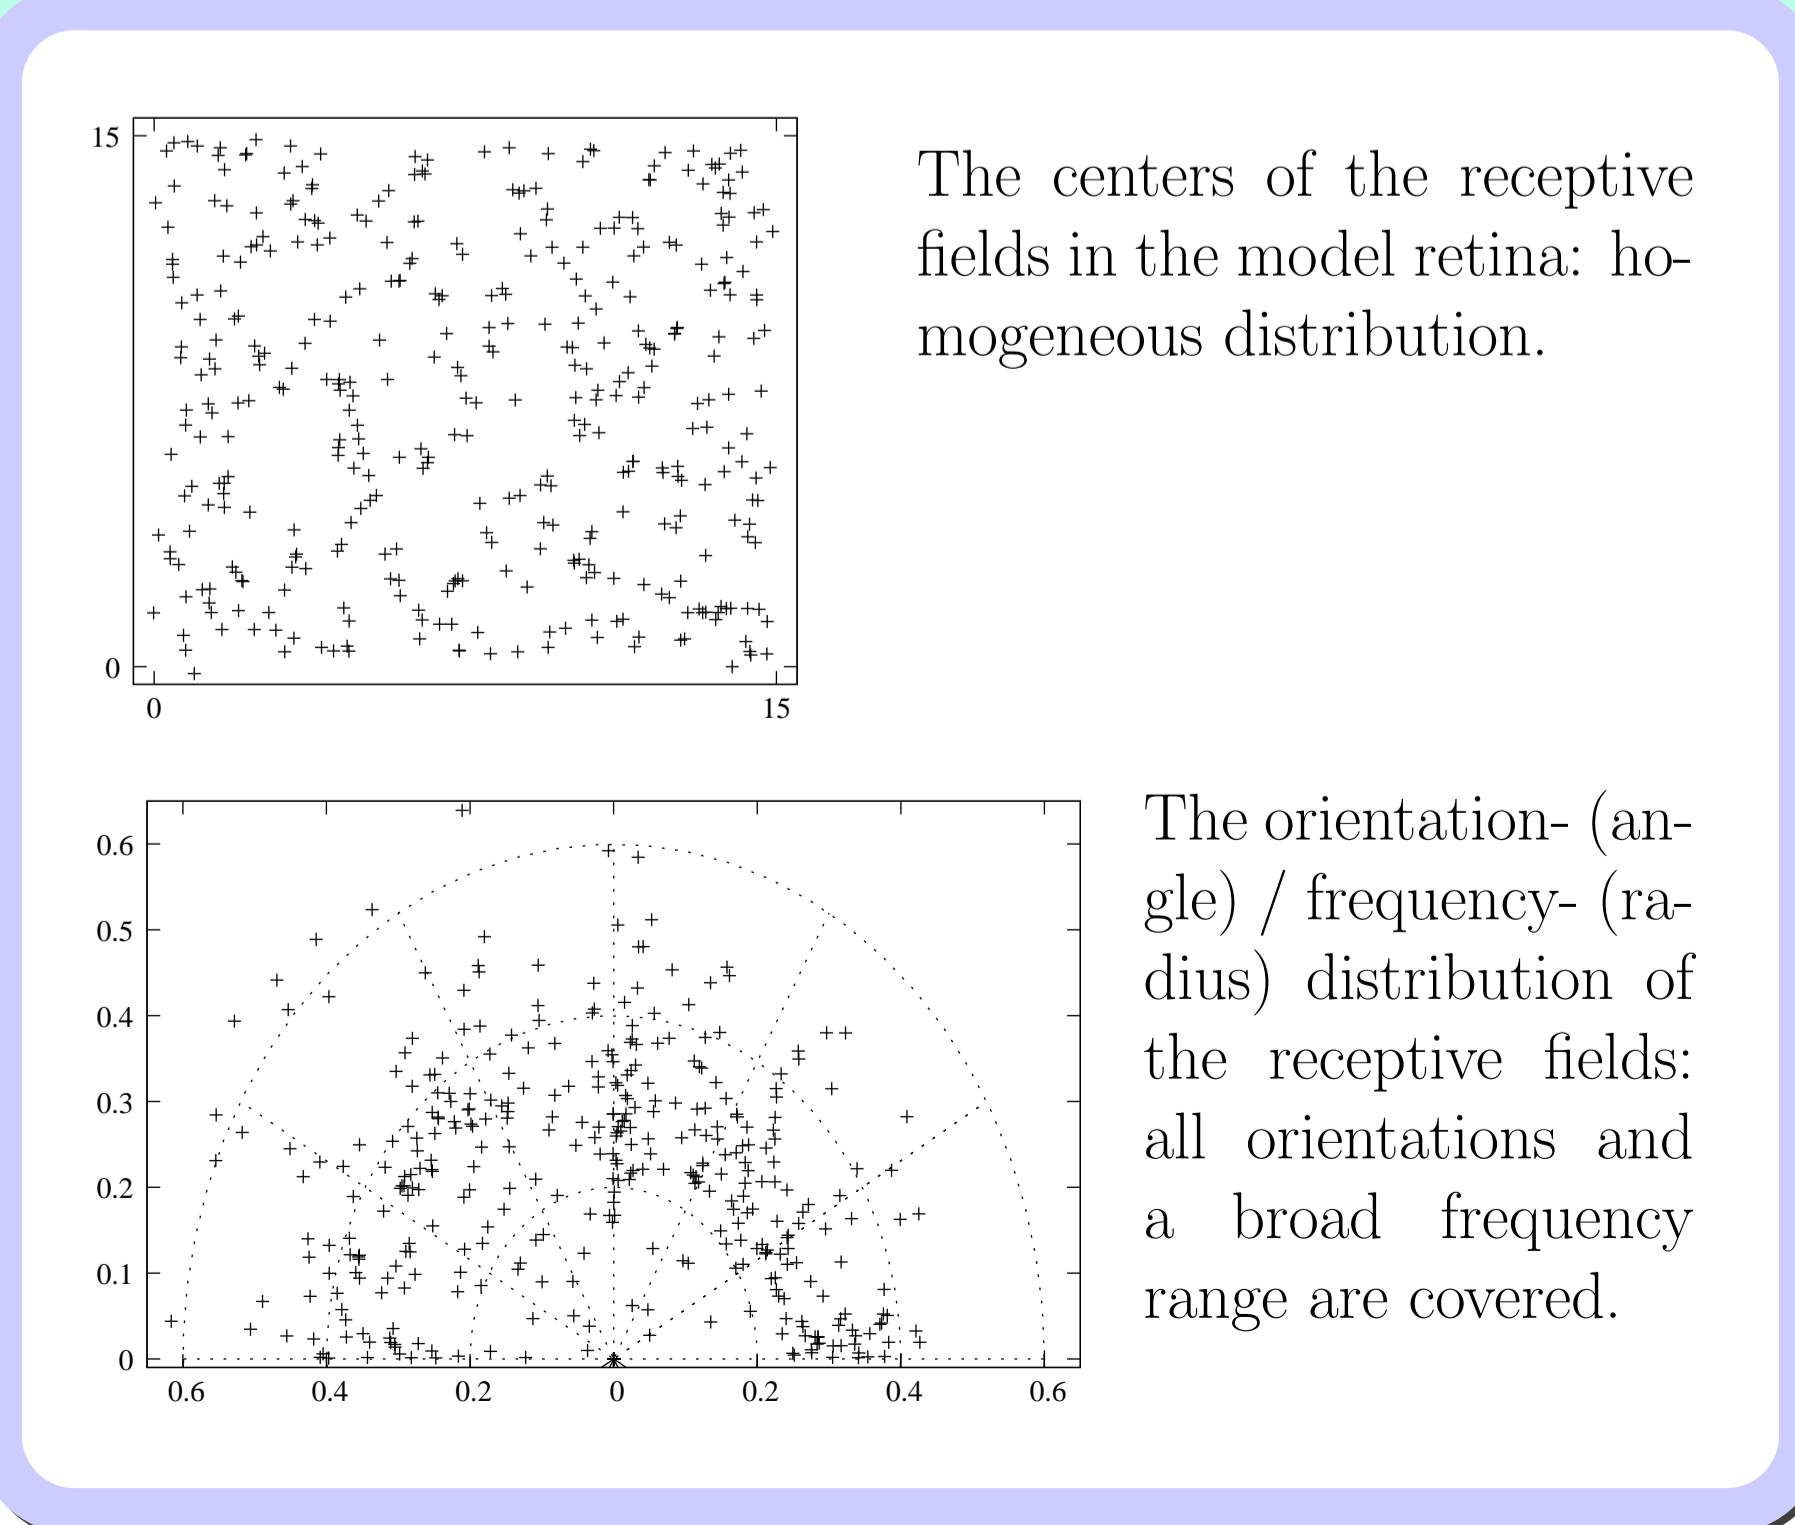 15
0
0 15
The centers of the receptive
fields in the model retina: ho-
mogeneous distribution.
0.6
0.5
0.4
0.3
0.2
0.1
0
0.6 0.4 0.2 0 0.2 0.4 0.6
The orientation- (an-
gle) / frequency- (ra-
dius) distribution of
the receptive fields:
all orientations and
a broad frequency
range are covered.